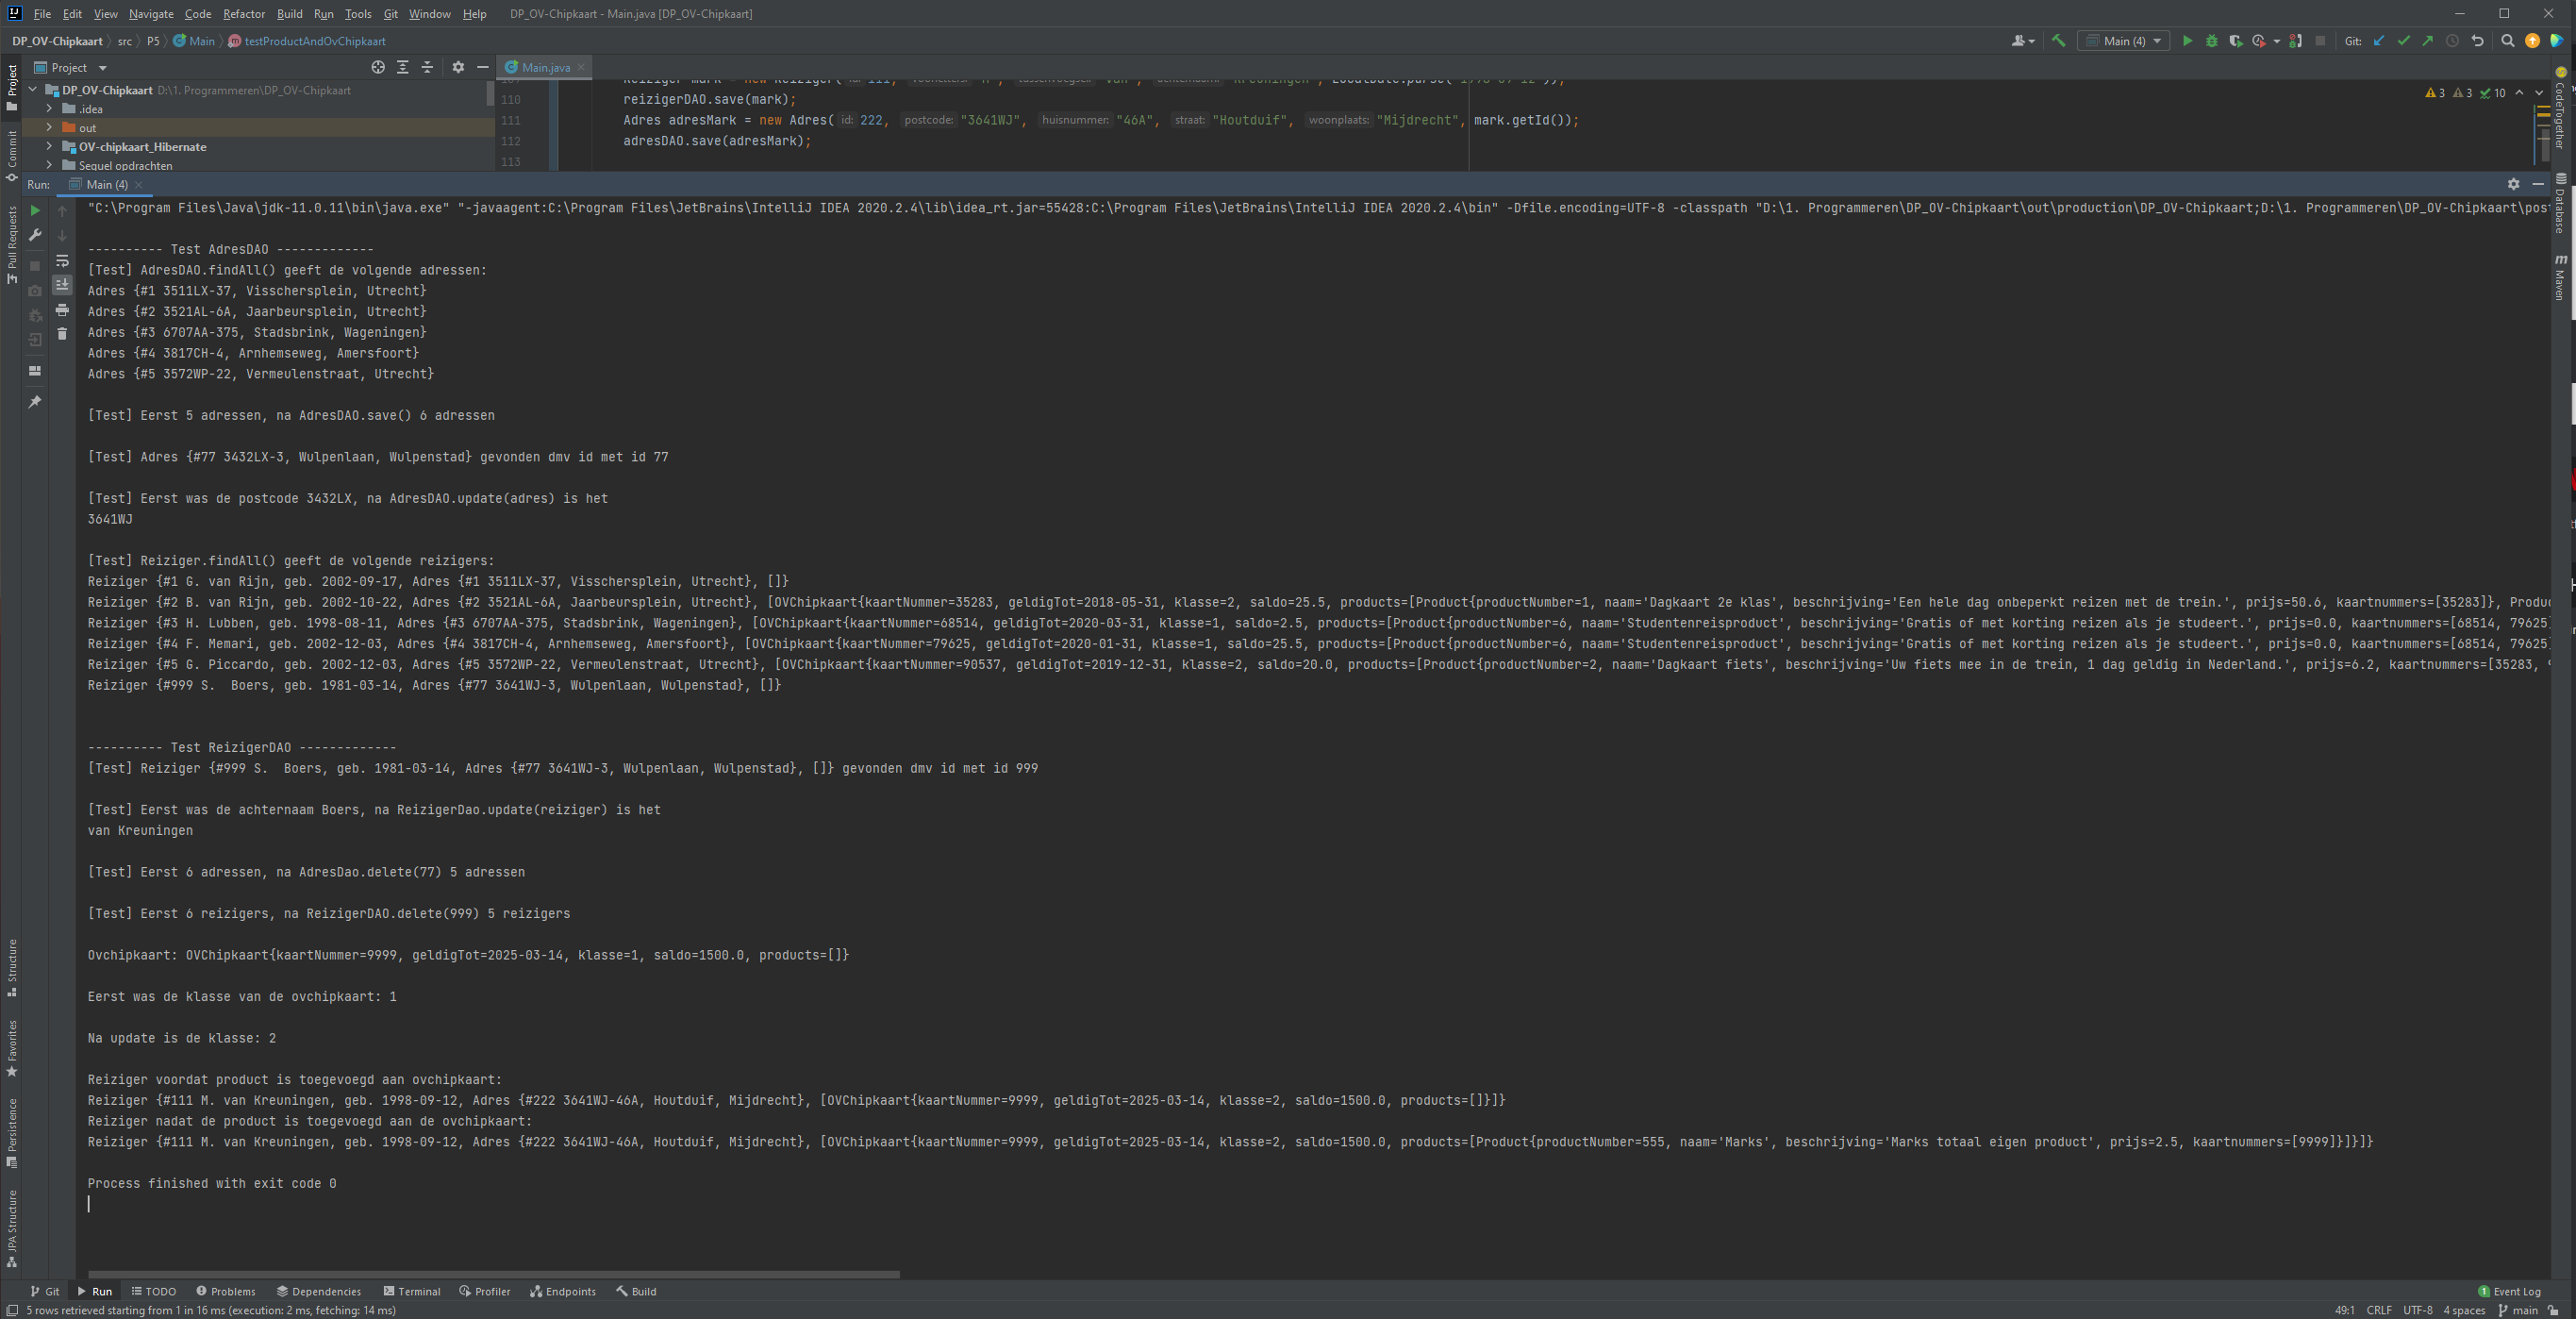 File Edit View Navigate Code Refactor Build Run Tools Git Window Help DP_OV-Chipkaart - Main.java [DP_OV-Chipkaart]
DP_OV-Chipkaart src P5 Main testProductAndOvChipkaart Main (4) Git:
Project Main.java
DP_OV-Chipkaart D:\1. Programmeren\DP_OV-Chipkaart
.idea
out
OV-chipkaart_Hibernate
Sequel opdrachten
110 reizigerDAO.save(mark);
111 Adres adresMark = new Adres( id: 222, postcode: "3641WJ", huisnummer: "46A", straat: "Houtduif", woonplaats: "Mijdrecht", mark.getId());
112 adresDAO.save(adresMark);
113
3 3 10
Run: Main (4)
"C:\Program Files\Java\jdk-11.0.11\bin\java.exe" "-javaagent:C:\Program Files\JetBrains\IntelliJ IDEA 2020.2.4\lib\idea_rt.jar=55428:C:\Program Files\JetBrains\IntelliJ IDEA 2020.2.4\bin" -Dfile.encoding=UTF-8 -classpath "D:\1. Programmeren\DP_OV-Chipkaart\out\production\DP_OV-Chipkaart;D:\1. Programmeren\DP_OV-Chipkaart\pos
---------- Test AdresDAO -------------
[Test] AdresDAO.findAll() geeft de volgende adressen:
Adres {#1 3511LX-37, Visschersplein, Utrecht}
Adres {#2 3521AL-6A, Jaarbeursplein, Utrecht}
Adres {#3 6707AA-375, Stadsbrink, Wageningen}
Adres {#4 3817CH-4, Arnhemseweg, Amersfoort}
Adres {#5 3572WP-22, Vermeulenstraat, Utrecht}
[Test] Eerst 5 adressen, na AdresDAO.save() 6 adressen
[Test] Adres {#77 3432LX-3, Wulpenlaan, Wulpenstad} gevonden dmv id met id 77
[Test] Eerst was de postcode 3432LX, na AdresDAO.update(adres) is het
3641WJ
[Test] Reiziger.findAll() geeft de volgende reizigers:
Reiziger {#1 G. van Rijn, geb. 2002-09-17, Adres {#1 3511LX-37, Visschersplein, Utrecht}, []}
Reiziger {#2 B. van Rijn, geb. 2002-10-22, Adres {#2 3521AL-6A, Jaarbeursplein, Utrecht}, [OVChipkaart{kaartNummer=35283, geldigTot=2018-05-31, klasse=2, saldo=25.5, products=[Product{productNumber=1, naam='Dagkaart 2e klas', beschrijving='Een hele dag onbeperkt reizen met de trein.', prijs=50.6, kaartnummers=[35283]}, Produ
Reiziger {#3 H. Lubben, geb. 1998-08-11, Adres {#3 6707AA-375, Stadsbrink, Wageningen}, [OVChipkaart{kaartNummer=68514, geldigTot=2020-03-31, klasse=1, saldo=2.5, products=[Product{productNumber=6, naam='Studentenreisproduct', beschrijving='Gratis of met korting reizen als je studeert.', prijs=0.0, kaartnummers=[68514, 79625]
Reiziger {#4 F. Memari, geb. 2002-12-03, Adres {#4 3817CH-4, Arnhemseweg, Amersfoort}, [OVChipkaart{kaartNummer=79625, geldigTot=2020-01-31, klasse=1, saldo=25.5, products=[Product{productNumber=6, naam='Studentenreisproduct', beschrijving='Gratis of met korting reizen als je studeert.', prijs=0.0, kaartnummers=[68514, 79625
Reiziger {#5 G. Piccardo, geb. 2002-12-03, Adres {#5 3572WP-22, Vermeulenstraat, Utrecht}, [OVChipkaart{kaartNummer=90537, geldigTot=2019-12-31, klasse=2, saldo=20.0, products=[Product{productNumber=2, naam='Dagkaart fiets', beschrijving='Uw fiets mee in de trein, 1 dag geldig in Nederland.', prijs=6.2, kaartnummers=[35283,
Reiziger {#999 S.  Boers, geb. 1981-03-14, Adres {#77 3641WJ-3, Wulpenlaan, Wulpenstad}, []}
---------- Test ReizigerDAO -------------
[Test] Reiziger {#999 S.  Boers, geb. 1981-03-14, Adres {#77 3641WJ-3, Wulpenlaan, Wulpenstad}, []} gevonden dmv id met id 999
[Test] Eerst was de achternaam Boers, na ReizigerDao.update(reiziger) is het
van Kreuningen
[Test] Eerst 6 adressen, na AdresDao.delete(77) 5 adressen
[Test] Eerst 6 reizigers, na ReizigerDAO.delete(999) 5 reizigers
Ovchipkaart: OVChipkaart{kaartNummer=9999, geldigTot=2025-03-14, klasse=1, saldo=1500.0, products=[]}
Eerst was de klasse van de ovchipkaart: 1
Na update is de klasse: 2
Reiziger voordat product is toegevoegd aan ovchipkaart:
Reiziger {#111 M. van Kreuningen, geb. 1998-09-12, Adres {#222 3641WJ-46A, Houtduif, Mijdrecht}, [OVChipkaart{kaartNummer=9999, geldigTot=2025-03-14, klasse=2, saldo=1500.0, products=[]}]}
Reiziger nadat de product is toegevoegd aan de ovchipkaart:
Reiziger {#111 M. van Kreuningen, geb. 1998-09-12, Adres {#222 3641WJ-46A, Houtduif, Mijdrecht}, [OVChipkaart{kaartNummer=9999, geldigTot=2025-03-14, klasse=2, saldo=1500.0, products=[Product{productNumber=555, naam='Marks', beschrijving='Marks totaal eigen product', prijs=2.5, kaartnummers=[9999]}]}]}
Process finished with exit code 0
Project
Commit
Pull Requests
Structure
Favorites
Persistence
JPA Structure
CodeTogether
Database
Maven
Git Run TODO Problems Dependencies Terminal Profiler Endpoints Build 1 Event Log
5 rows retrieved starting from 1 in 16 ms (execution: 2 ms, fetching: 14 ms) 49:1 CRLF UTF-8 4 spaces main